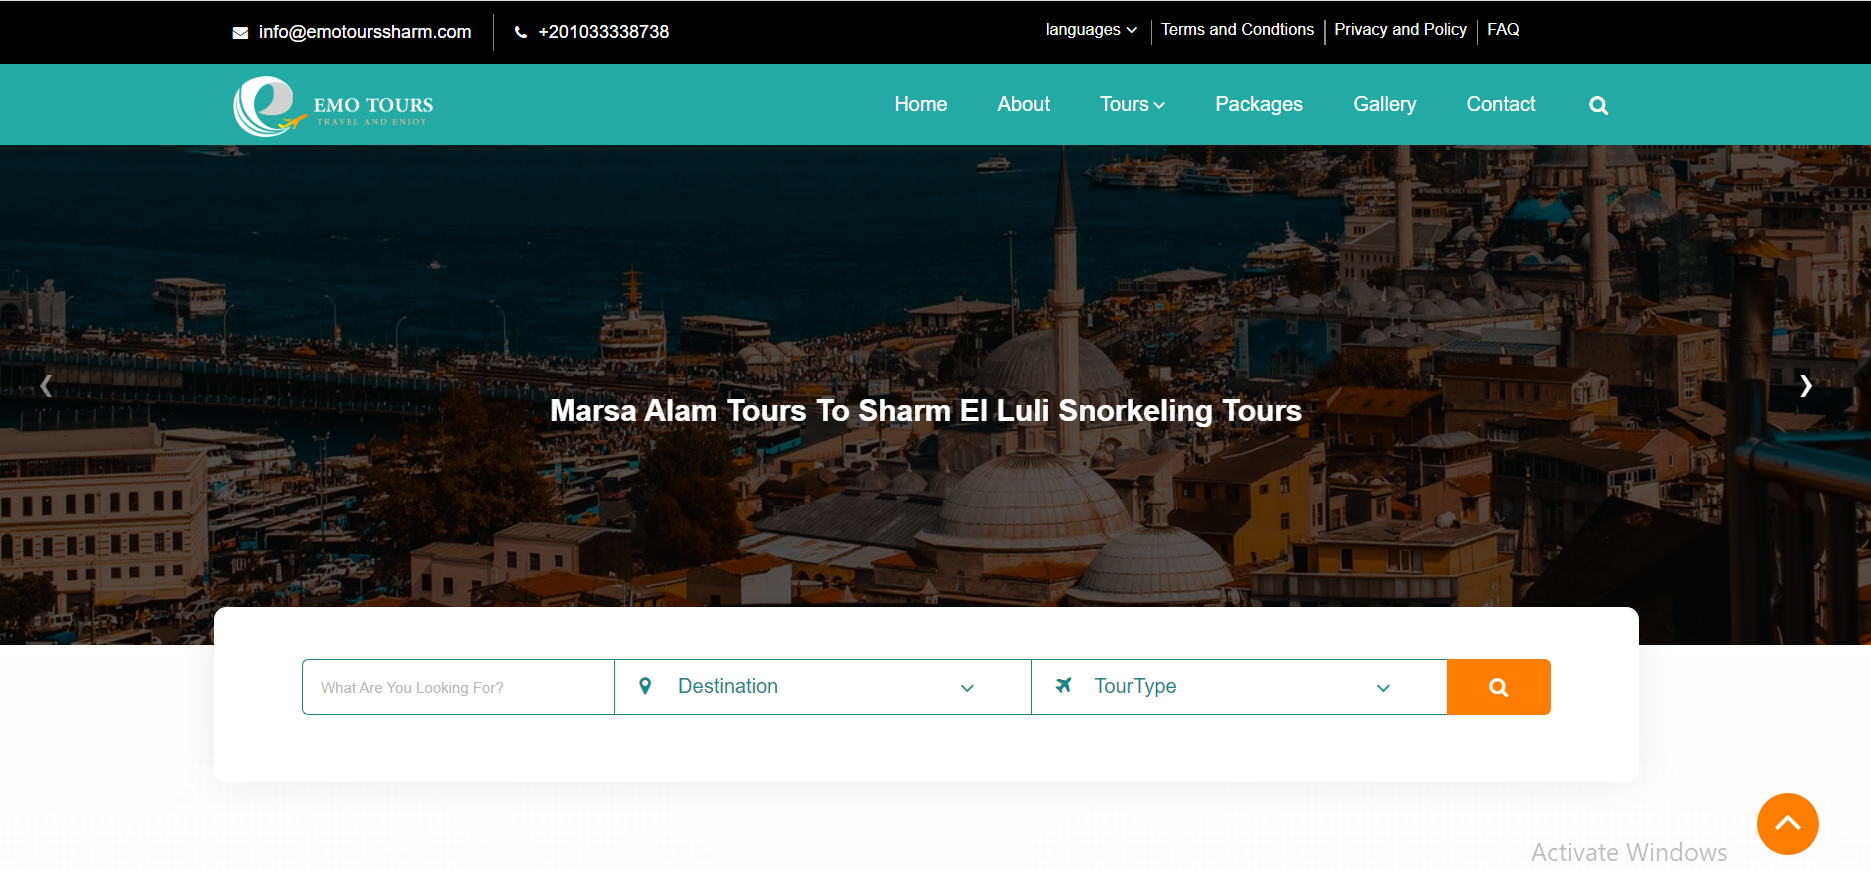 info@emotourssharm.com
+201033338738
languages
Terms and Condtions
Privacy and Policy
FAQ
EMO TOURS
TRAVEL AND ENJOY
Home
About
Tours
Packages
Gallery
Contact
Marsa Alam Tours To Sharm El Luli Snorkeling Tours
What Are You Looking For?
Destination
TourType
Activate Windows